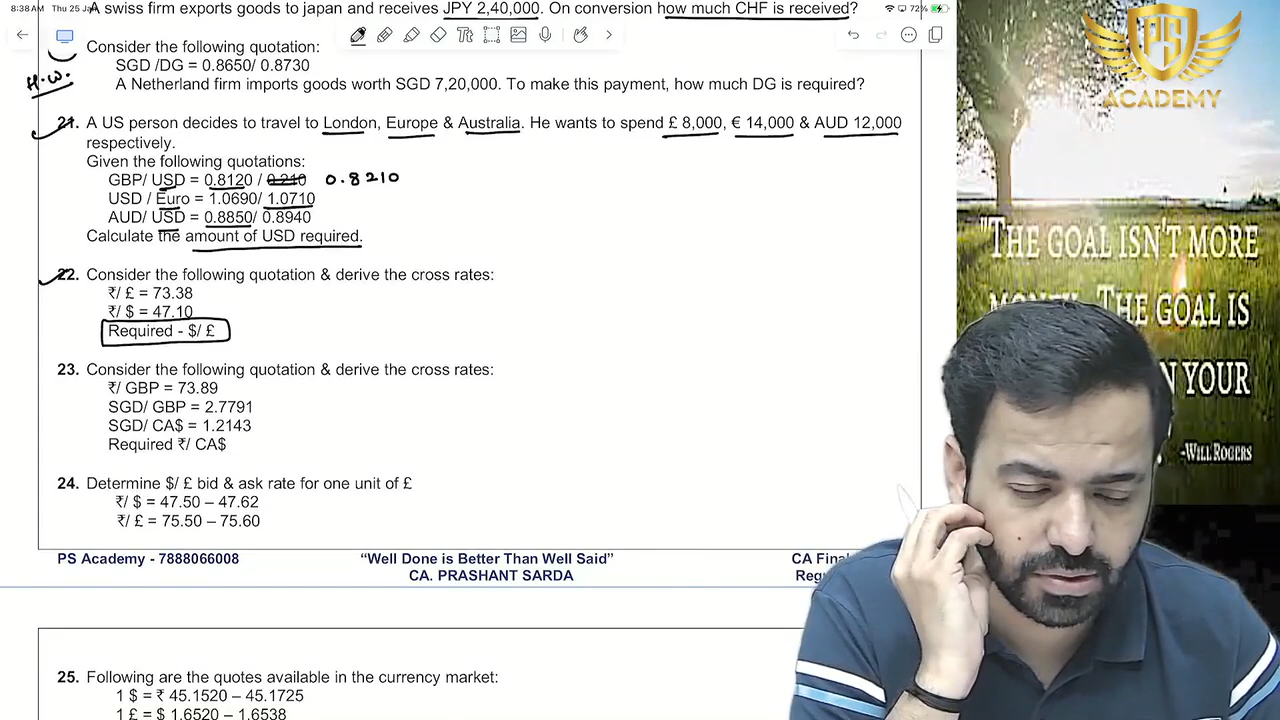 8:38 AM Thu 25 Ja
72%
A swiss firm exports goods to japan and receives JPY 2,40,000. On conversion how much CHF is received?
Consider the following quotation:
SGD /DG = 0.8650/ 0.8730
H.W.
A Netherland firm imports goods worth SGD 7,20,000. To make this payment, how much DG is required?
21. A US person decides to travel to London, Europe & Australia. He wants to spend £ 8,000, € 14,000 & AUD 12,000
respectively.
Given the following quotations:
GBP/ USD = 0.8120 / 0.210 0.8210
USD / Euro = 1.0690/ 1.0710
AUD/ USD = 0.8850/ 0.8940
Calculate the amount of USD required.
22. Consider the following quotation & derive the cross rates:
₹/ £ = 73.38
₹/ $ = 47.10
Required - $/ £
23. Consider the following quotation & derive the cross rates:
₹/ GBP = 73.89
SGD/ GBP = 2.7791
SGD/ CA$ = 1.2143
Required ₹/ CA$
24. Determine $/ £ bid & ask rate for one unit of £
₹/ $ = 47.50 – 47.62
₹/ £ = 75.50 – 75.60
PS Academy - 7888066008 “Well Done is Better Than Well Said” CA Fina
CA. PRASHANT SARDA Reg
25. Following are the quotes available in the currency market:
1 $ = ₹ 45.1520 – 45.1725
1 £ = $ 1.6520 – 1.6538
PS
ACADEMY
"THE GOAL ISN'T MORE
THE GOAL IS
YOUR
-WILL ROGERS